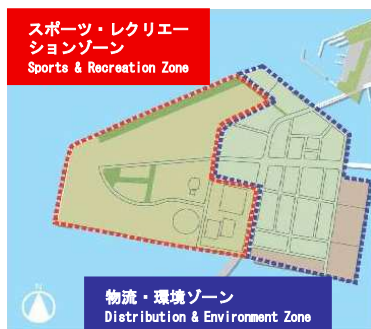 スポーツ・レクリエー
ションゾーン
Sports & Recreation Zone
N
物流・環境ゾーン
Distribution & Environment Zone